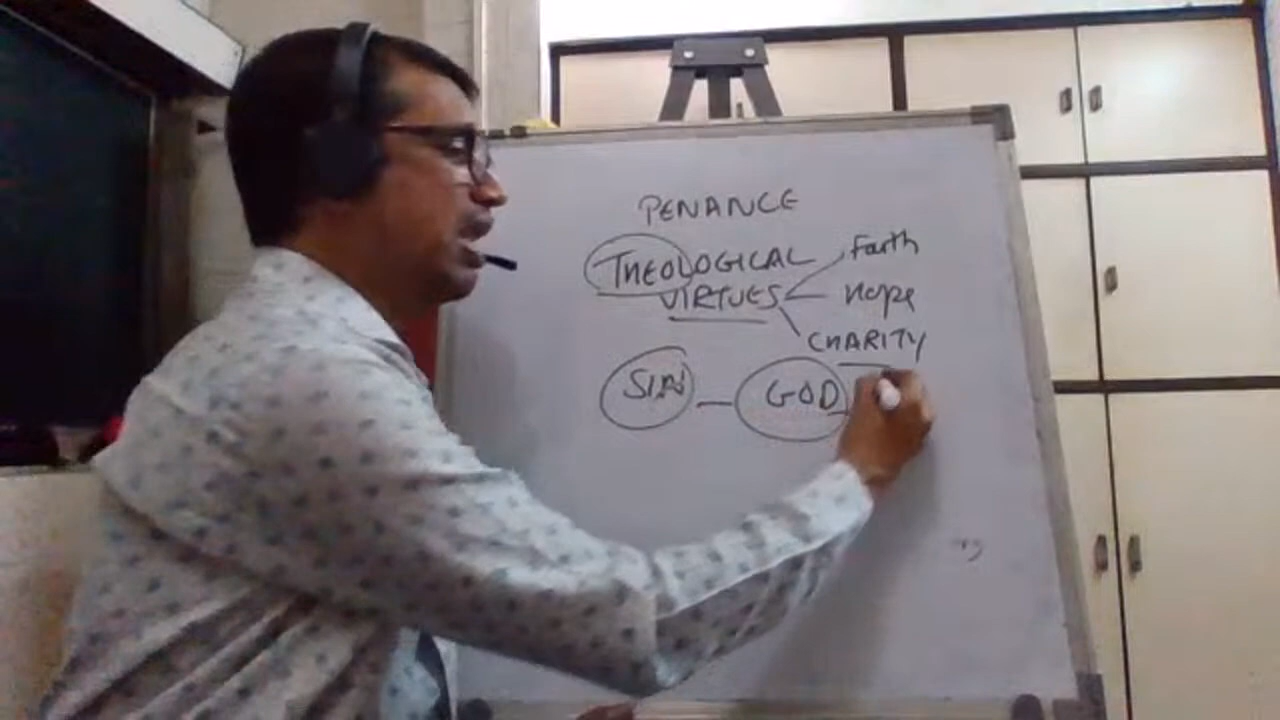 PENANCE
THEOLOGICAL Faith
VIRTUES Hope
CHARITY
SIN — GOD